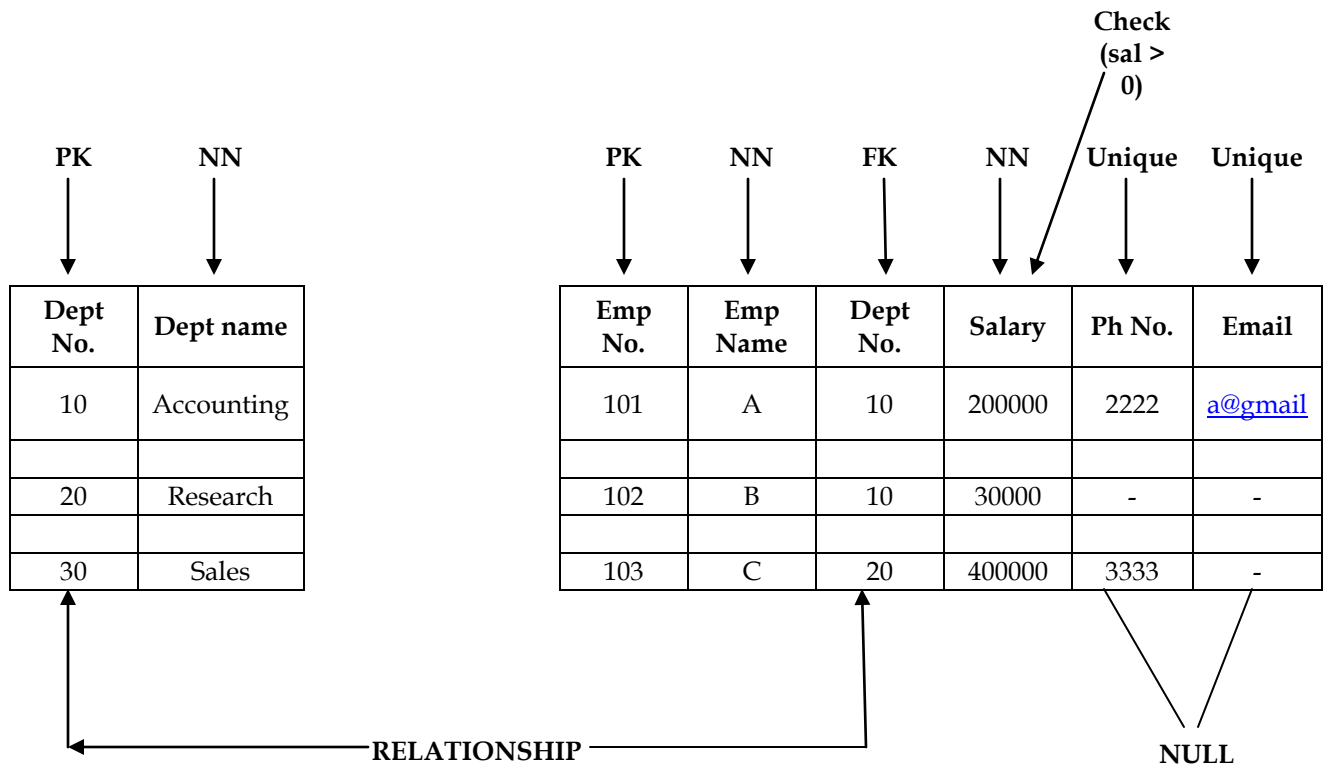 Check
(sal >
0)
PK NN PK NN FK NN Unique Unique
Dept No. Dept name
10 Accounting
20 Research
30 Sales
Emp No. Emp Name Dept No. Salary Ph No. Email
101 A 10 200000 2222 a@gmail
102 B 10 30000 - -
103 C 20 400000 3333 -
RELATIONSHIP
NULL